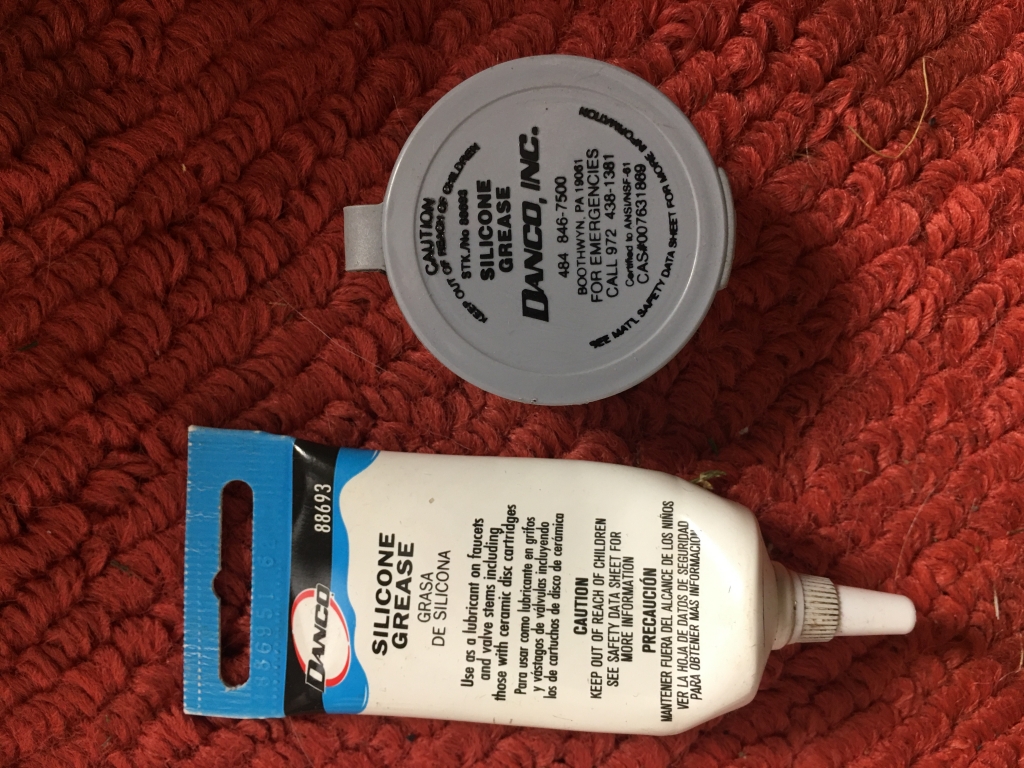 CAUTION
KEEP OUT OF REACH OF CHILDREN
STK./No 88693
SILICONE
GREASE
DANCO, INC.
484 846-7500
BOOTHWYN, PA 19061
FOR EMERGENCIES
CALL 972 438-1381
Certified to ANSI/NSF-61
CAS#007631869
SEE MAT'L SAFETY DATA SHEET FOR MORE INFORMATION
DANCO
88693
SILICONE
GREASE
GRASA
DE SILICONA
Use as a lubricant on faucets
and valve stems including
those with ceramic disc cartridges
Para usar como lubricante en grifos
y vástagos de válvulas incluyendo
los de cartuchos de disco de cerámica
CAUTION
KEEP OUT OF REACH OF CHILDREN
SEE SAFETY DATA SHEET FOR
MORE INFORMATION
PRECAUCIÓN
MANTENER FUERA DEL ALCANCE DE LOS NIÑOS
VER LA HOJA DE DATOS DE SEGURIDAD
PARA OBTENER MAS INFORMACIÓN